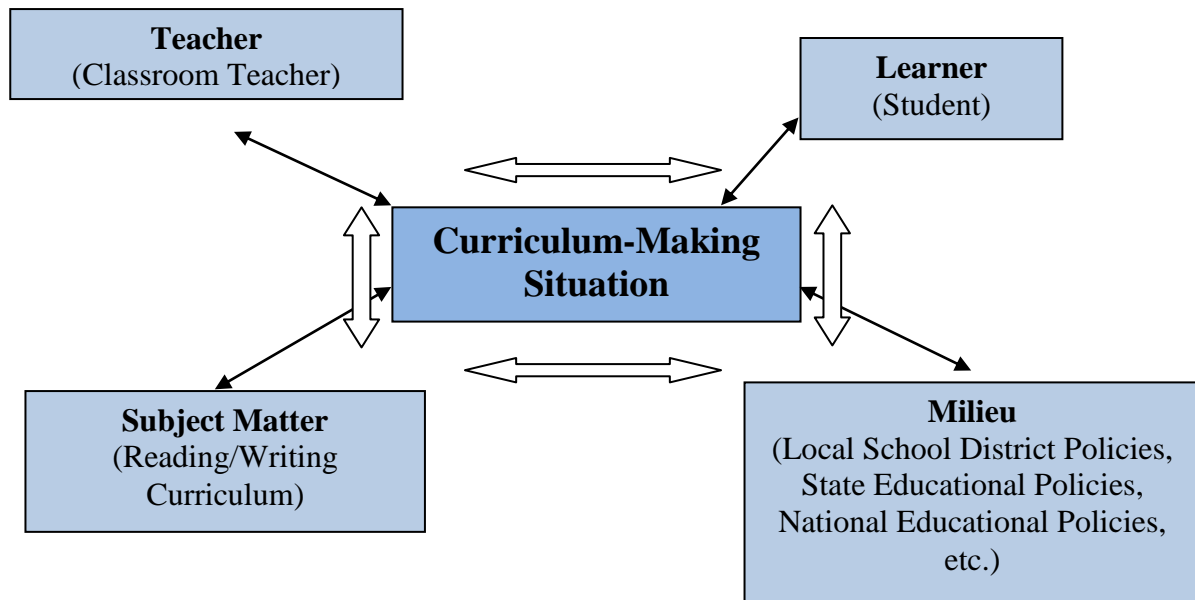 Teacher
(Classroom Teacher)
Learner
(Student)
Curriculum-Making
Situation
Subject Matter
(Reading/Writing
Curriculum)
Milieu
(Local School District Policies,
State Educational Policies,
National Educational Policies,
etc.)